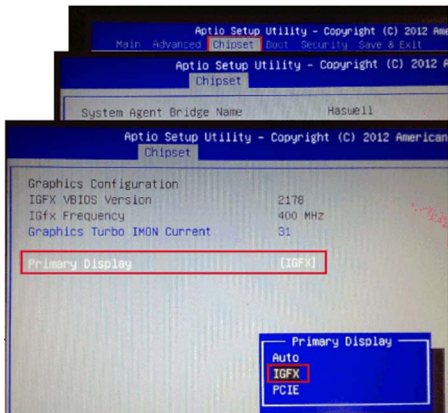 Aptio Setup Utility - Copyright (C) 2012 Ame
Main Advanced Chipset Boot Security Save & Exit
Aptio Setup Utility - Copyright (C) 2012 A
Chipset
System Agent Bridge Name Haswell
Aptio Setup Utility - Copyright (C) 2012 American
Chipset
Graphics Configuration
IGFX VBIOS Version 2178
IGfx Frequency 400 MHz
Graphics Turbo IMON Current 31
Primary Display [IGFX]
Primary Display
Auto
IGFX
PCIE